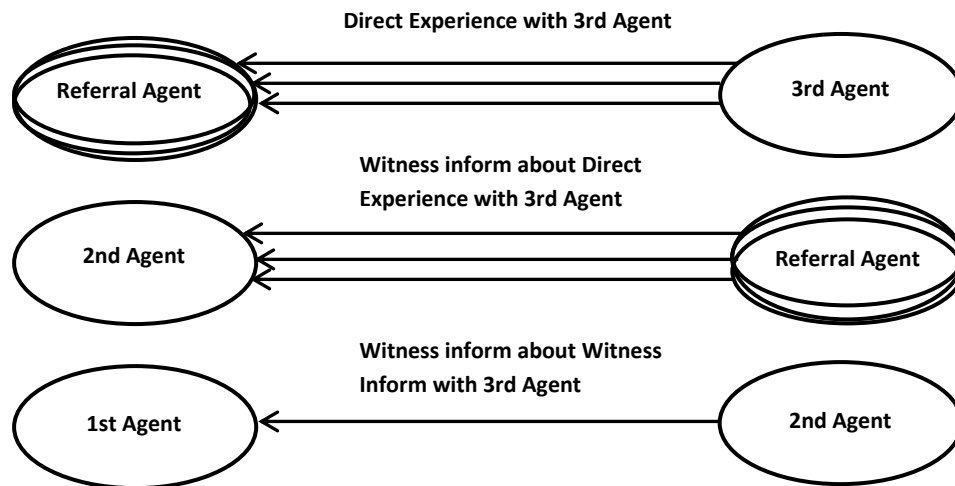 Direct Experience with 3rd Agent
Referral Agent
3rd Agent
Witness inform about Direct
Experience with 3rd Agent
2nd Agent
Referral Agent
Witness inform about Witness
Inform with 3rd Agent
1st Agent
2nd Agent